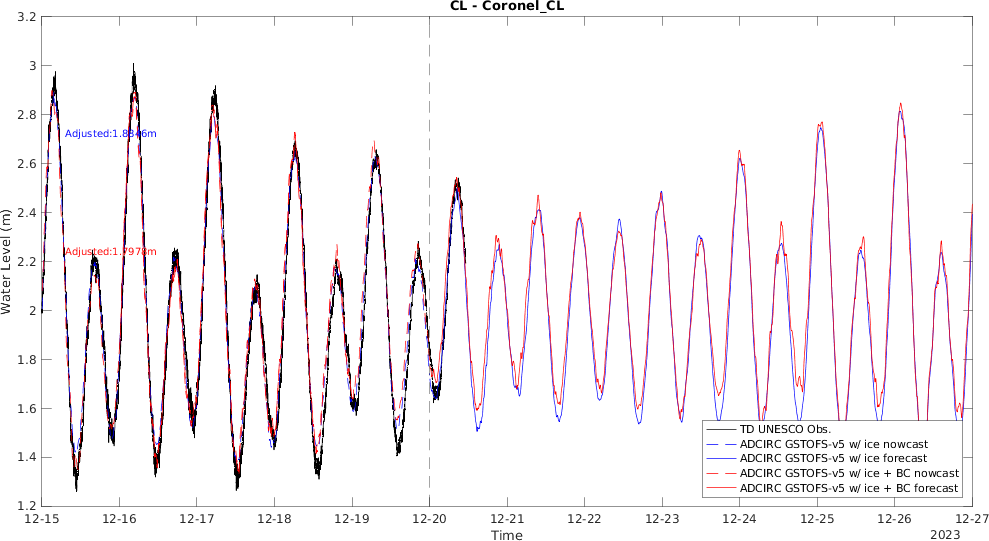 CL - Coronel_CL
3.2
3
2.8
2.6
2.4
2.2
2
1.8
1.6
1.4
1.2
Water Level (m)
Adjusted:1.8346m
Adjusted:1.7978m
TD UNESCO Obs.
ADCIRC GSTOFS-v5 w/ ice nowcast
ADCIRC GSTOFS-v5 w/ ice forecast
ADCIRC GSTOFS-v5 w/ ice + BC nowcast
ADCIRC GSTOFS-v5 w/ ice + BC forecast
12-15 12-16 12-17 12-18 12-19 12-20 12-21 12-22 12-23 12-24 12-25 12-26 12-27
Time
2023